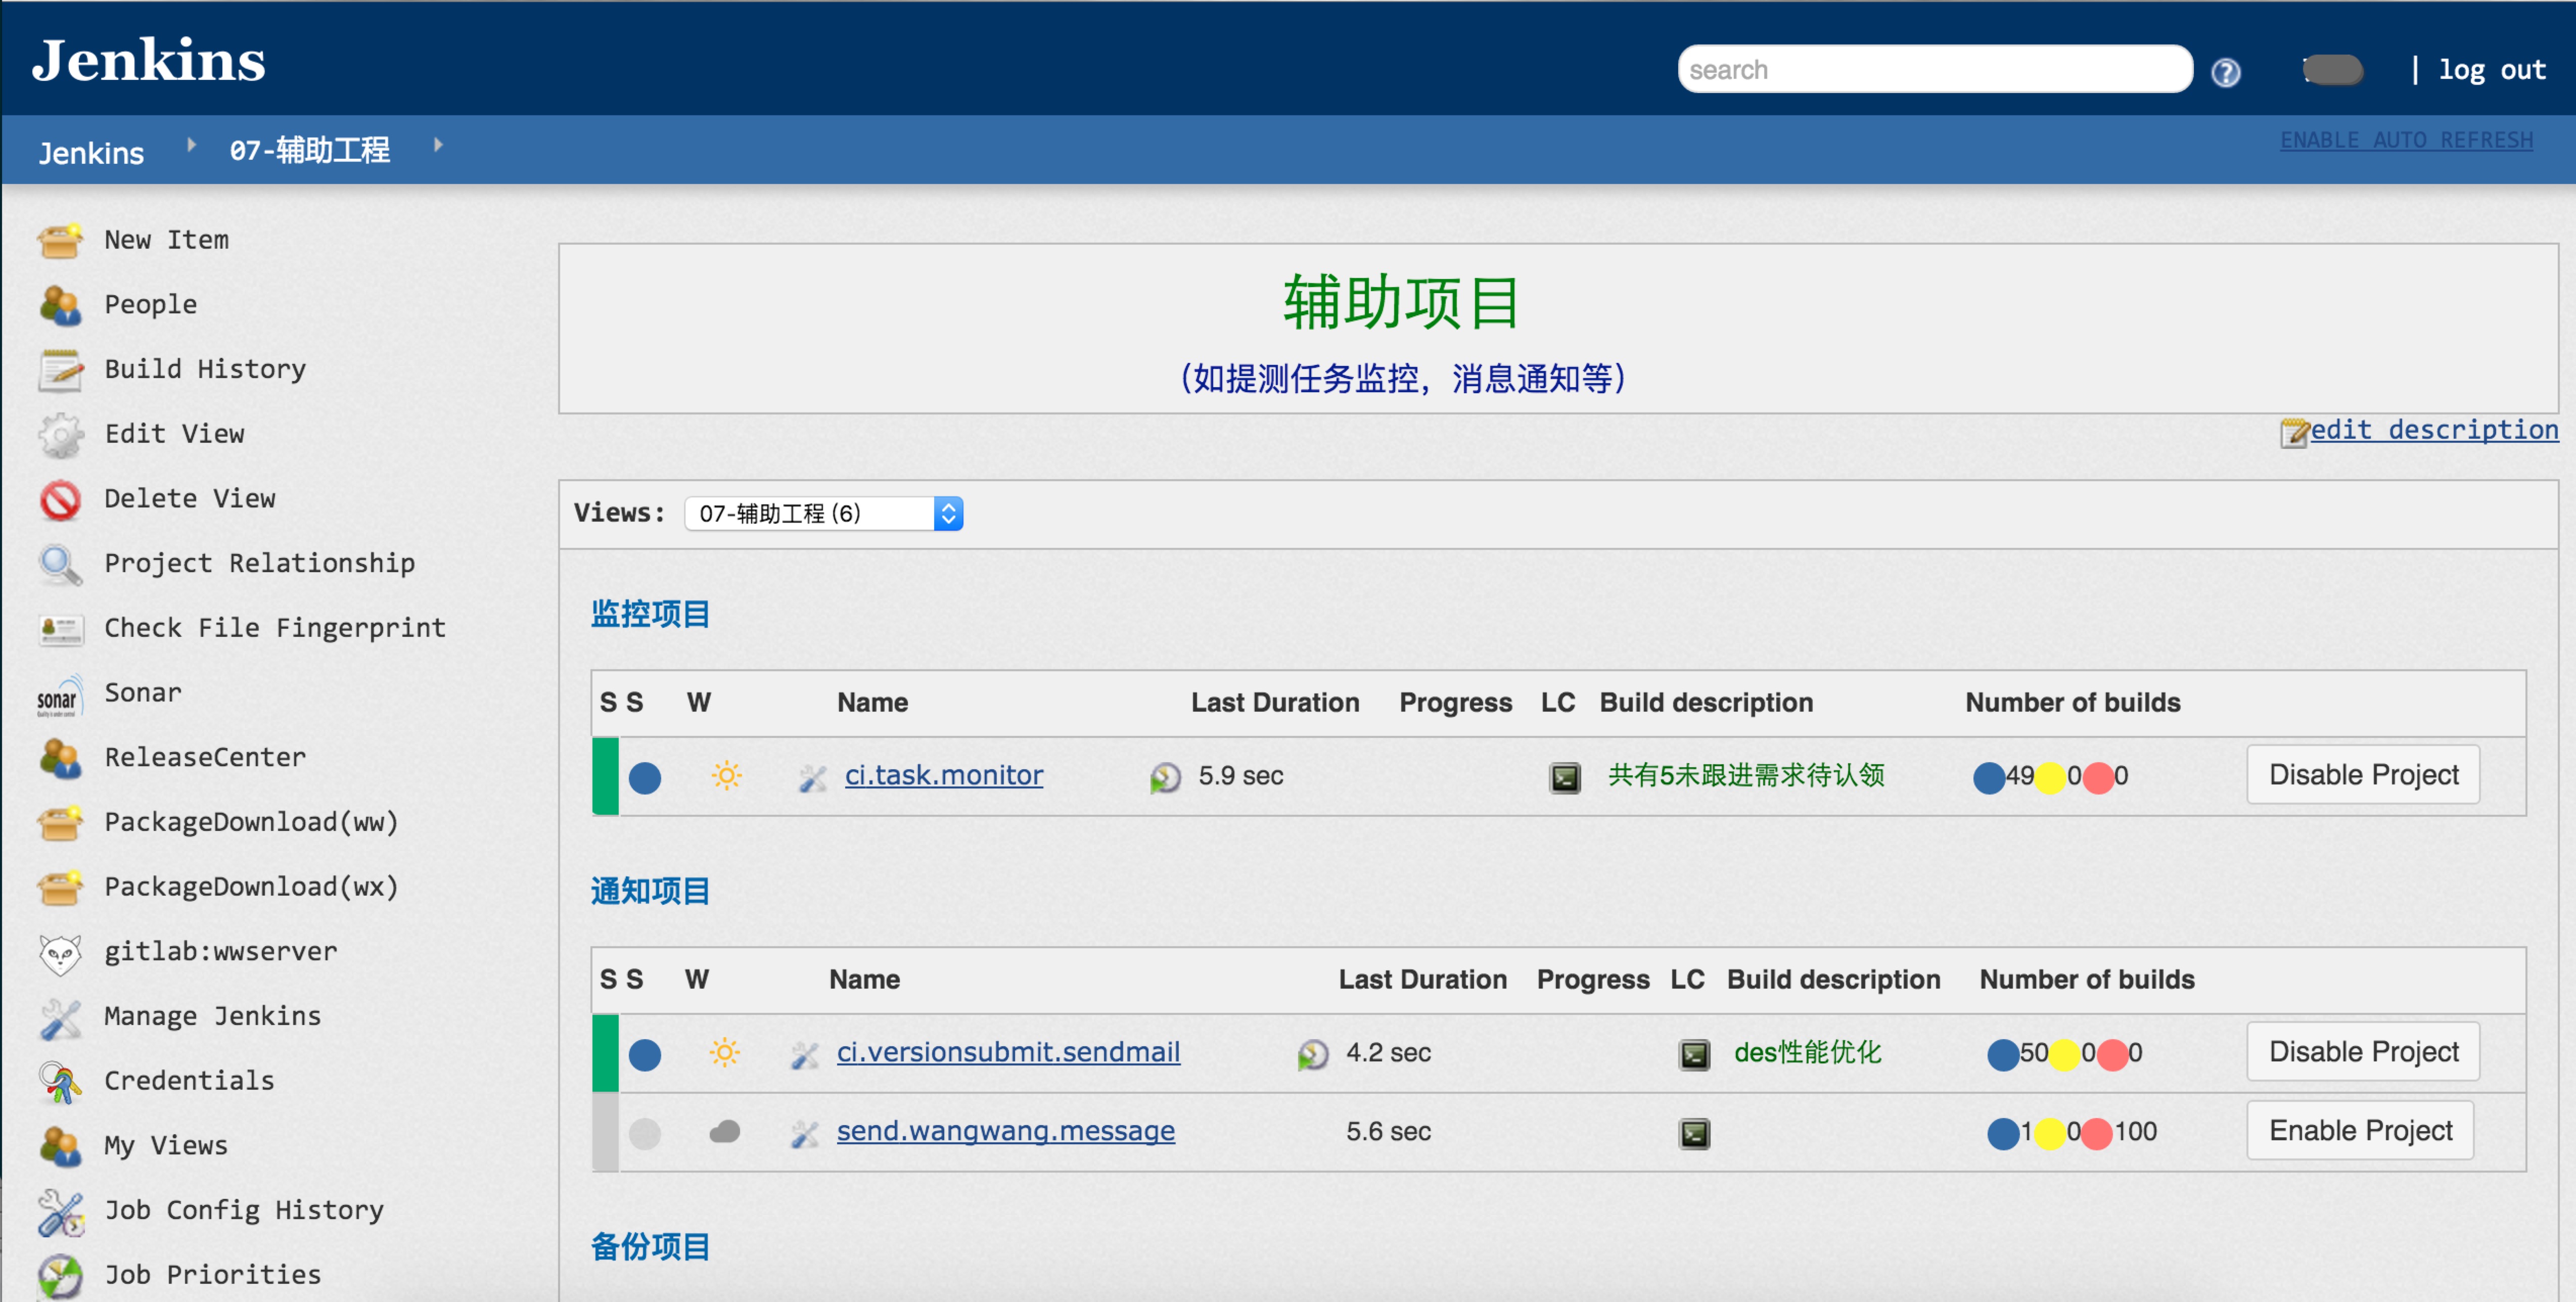 Jenkins
search
| log out
Jenkins
07-辅助工程
ENABLE AUTO REFRESH
New Item
People
Build History
Edit View
Delete View
Project Relationship
Check File Fingerprint
sonar
Sonar
ReleaseCenter
PackageDownload(ww)
PackageDownload(wx)
gitlab:wwserver
Manage Jenkins
Credentials
My Views
Job Config History
Job Priorities
辅助项目
（如提测任务监控，消息通知等）
edit description
Views: 07-辅助工程 (6)
监控项目
S S W Name Last Duration Progress LC Build description Number of builds
ci.task.monitor 5.9 sec 共有5未跟进需求待认领 49 0 0 Disable Project
通知项目
S S W Name Last Duration Progress LC Build description Number of builds
ci.versionsubmit.sendmail 4.2 sec des性能优化 50 0 0 Disable Project
send.wangwang.message 5.6 sec 1 0 100 Enable Project
备份项目